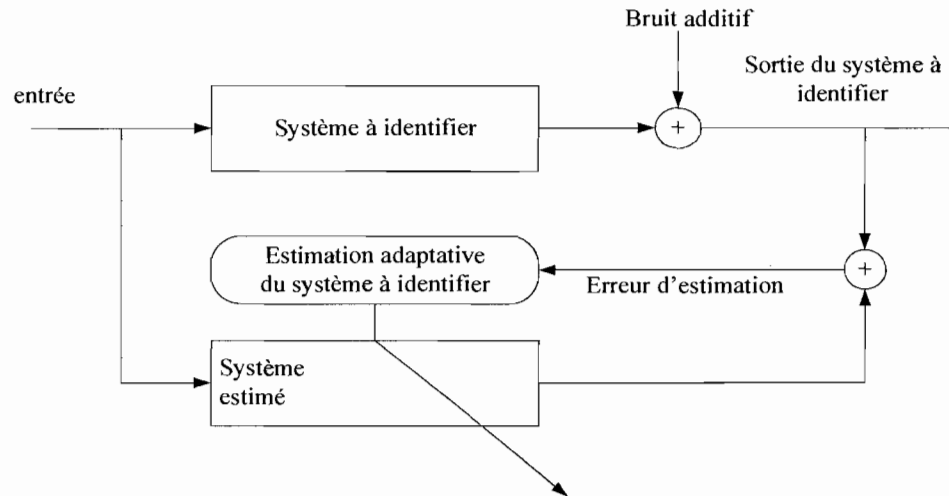 Bruit additif
Sortie du système à
identifier
entrée
Système à identifier
+
Estimation adaptative
du système à identifier
+
Erreur d'estimation
Système
estimé